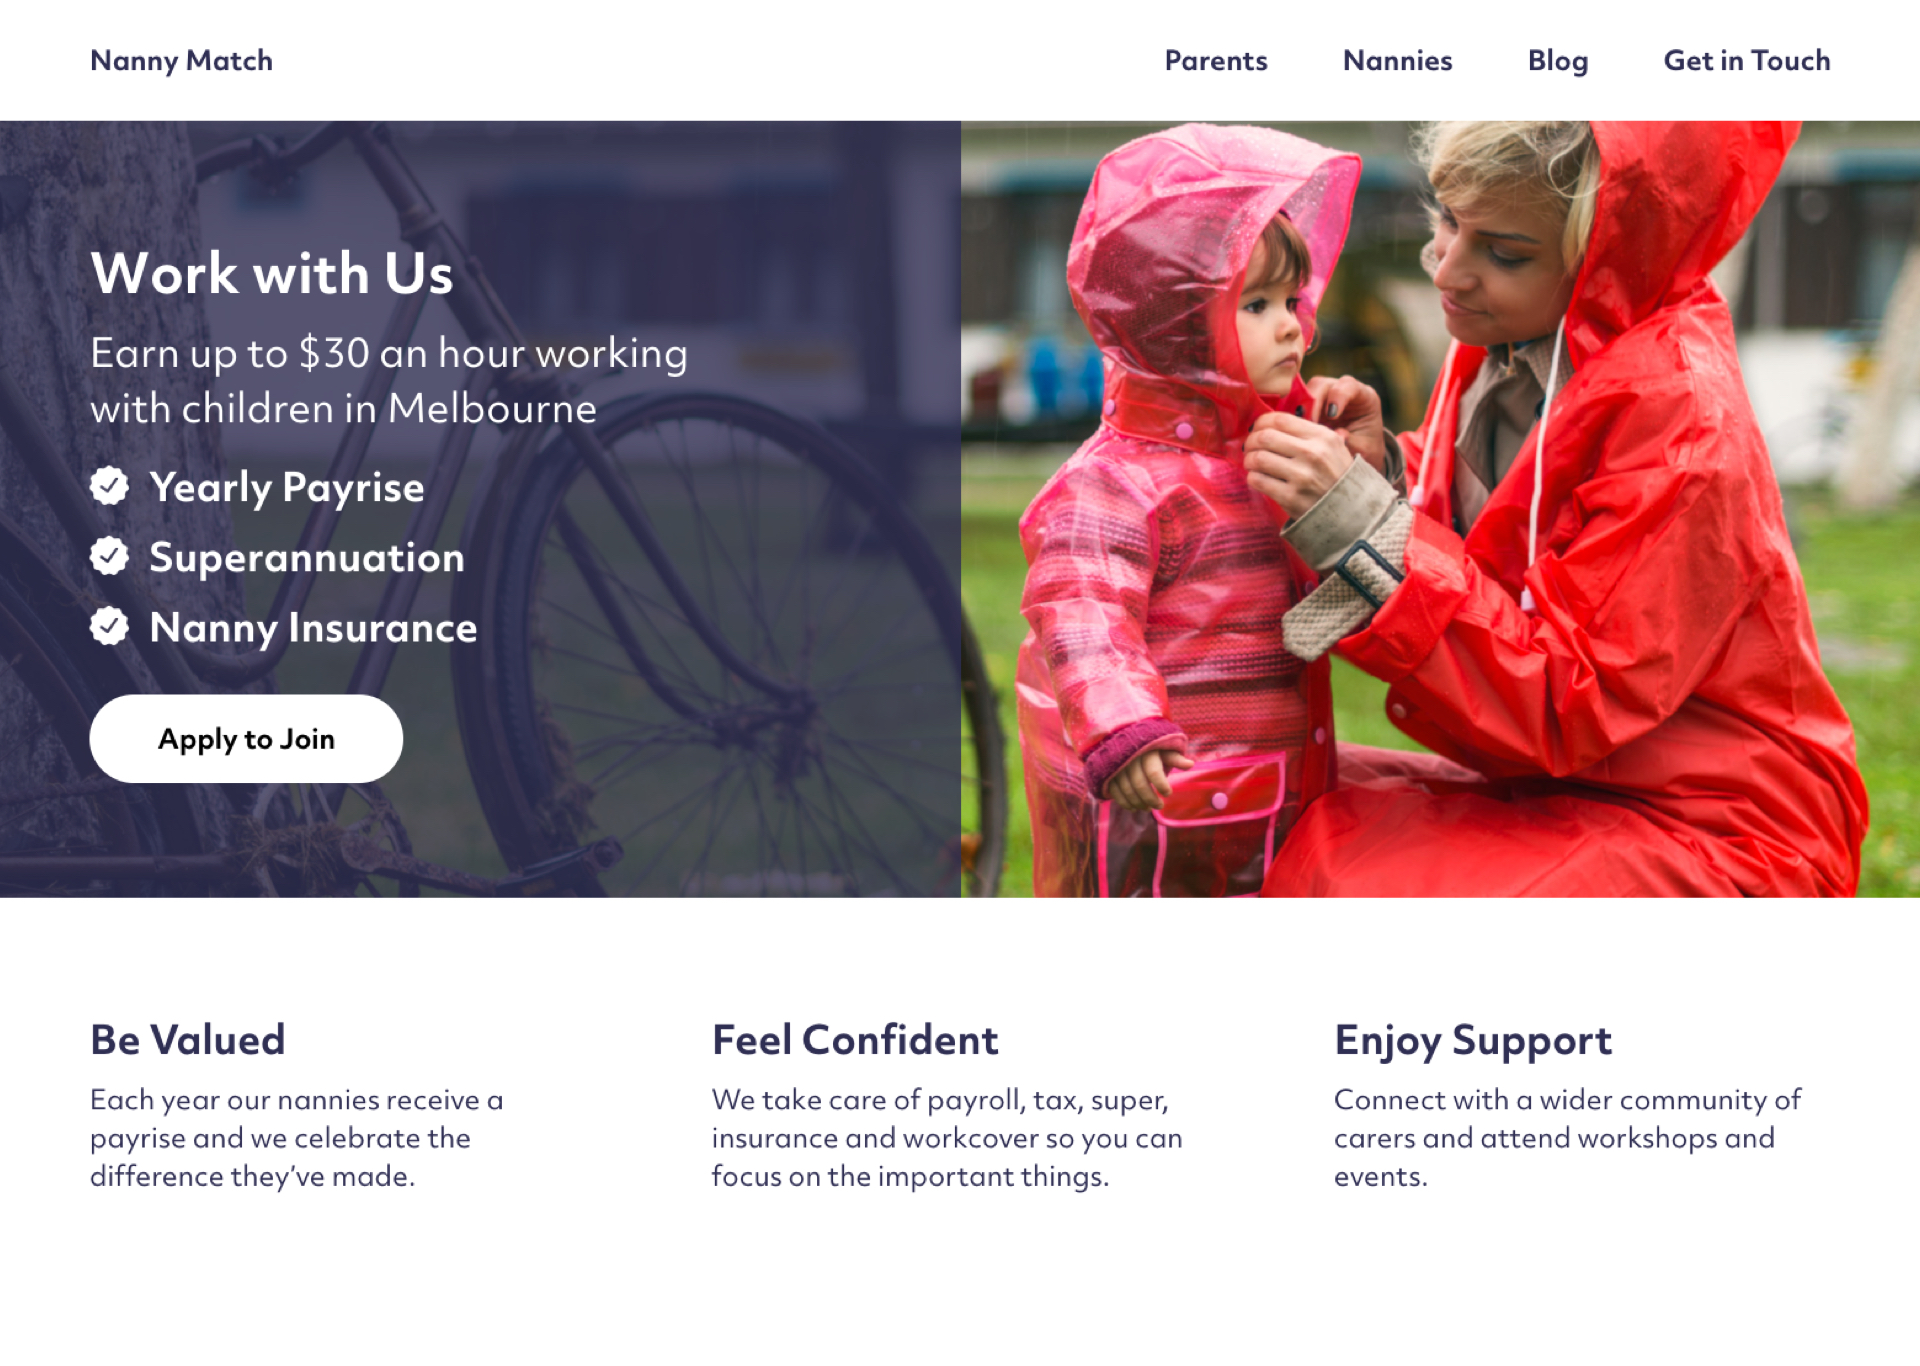 Nanny Match
Parents
Nannies
Blog
Get in Touch
Work with Us
Earn up to $30 an hour working
with children in Melbourne
Yearly Payrise
Superannuation
Nanny Insurance
Apply to Join
Be Valued
Each year our nannies receive a
payrise and we celebrate the
difference they’ve made.
Feel Confident
We take care of payroll, tax, super,
insurance and workcover so you can
focus on the important things.
Enjoy Support
Connect with a wider community of
carers and attend workshops and
events.